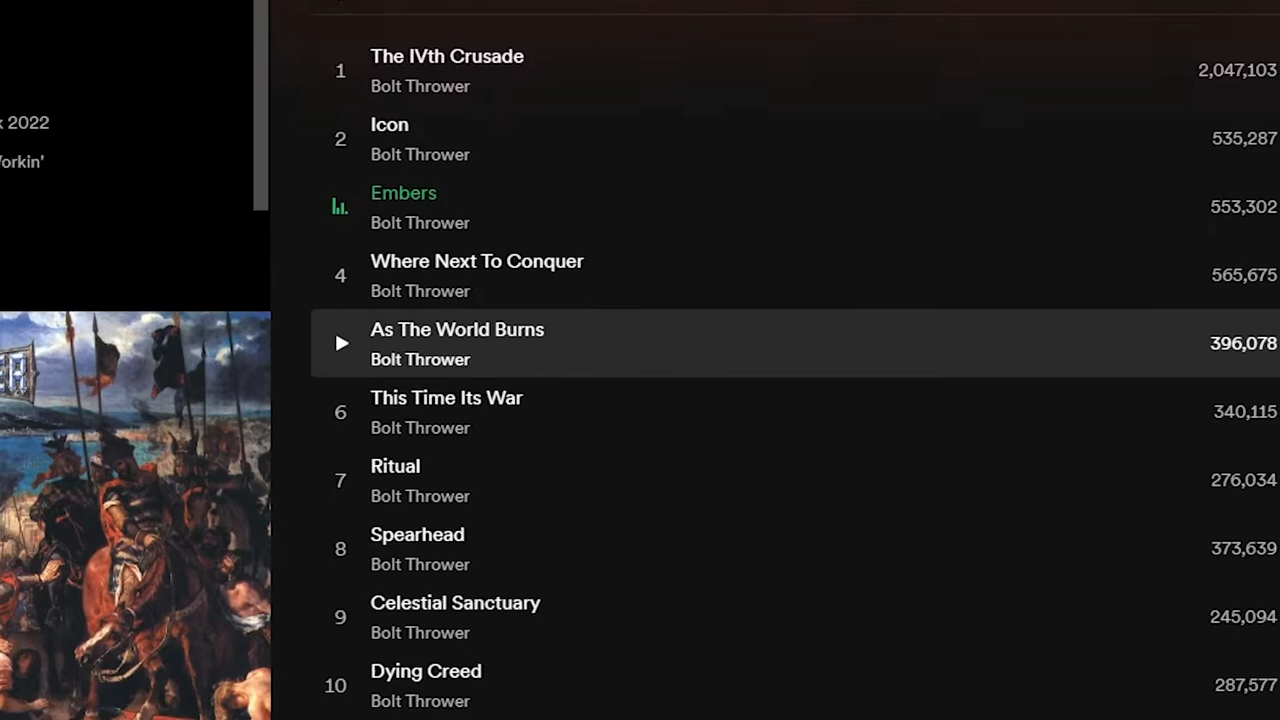 2022
1
The IVth Crusade
Bolt Thrower
2,047,103
2
Icon
Bolt Thrower
535,287
Embers
Bolt Thrower
553,302
4
Where Next To Conquer
Bolt Thrower
565,675
As The World Burns
Bolt Thrower
396,078
6
This Time Its War
Bolt Thrower
340,115
7
Ritual
Bolt Thrower
276,034
8
Spearhead
Bolt Thrower
373,639
9
Celestial Sanctuary
Bolt Thrower
245,094
10
Dying Creed
Bolt Thrower
287,577